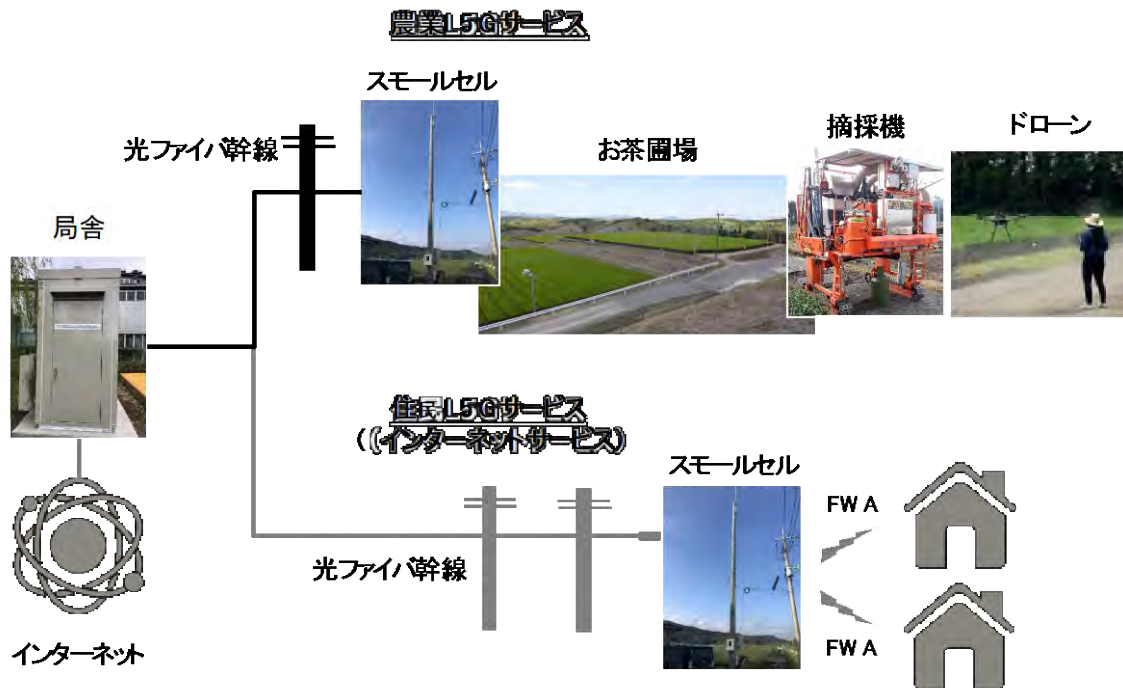 農業L5Gサービス
スモールセル
光ファイバ幹線
お茶圃場
摘採機
ドローン
局舎
住民L5Gサービス
((インターネットサービス)
スモールセル
FWA
光ファイバ幹線
FWA
インターネット